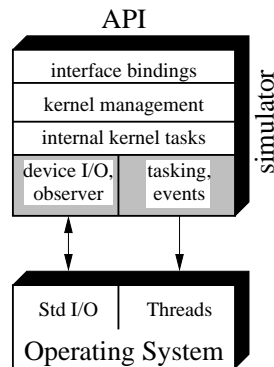 API
interface bindings
kernel management
internal kernel tasks
simulator
device I/O,
observer
tasking,
events
Std I/O
Threads
Operating System